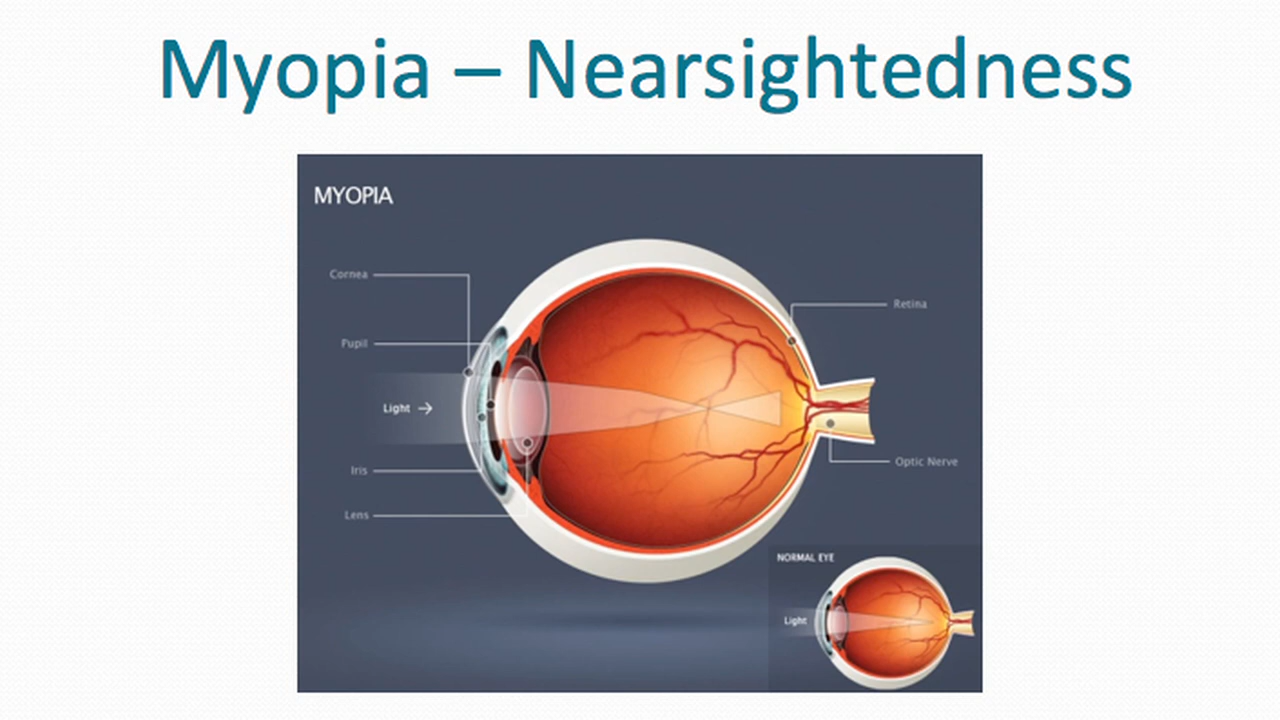 Myopia – Nearsightedness
MYOPIA
Cornea
Retina
Pupil
Light →
Iris
Optic Nerve
Lens
NORMAL EYE
Light